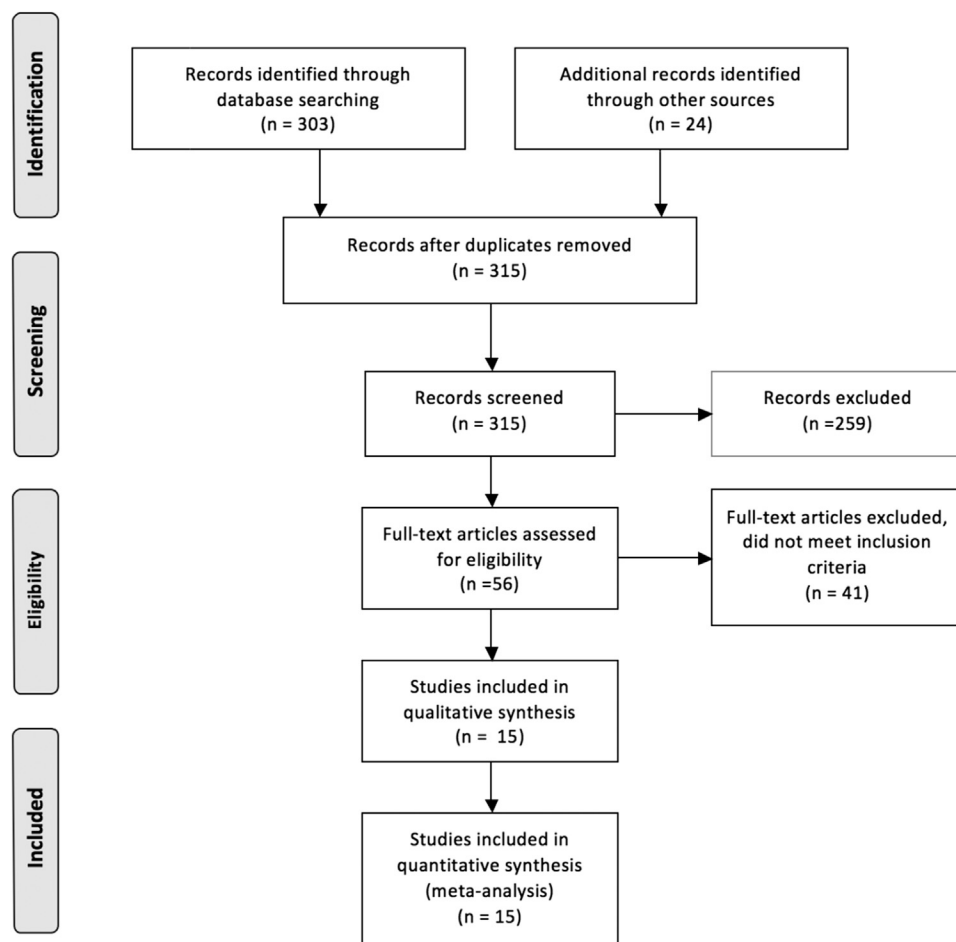 Identification
Records identified through
database searching
(n = 303)
Additional records identified
through other sources
(n = 24)
Records after duplicates removed
(n = 315)
Screening
Records screened
(n = 315)
Records excluded
(n =259)
Eligibility
Full-text articles assessed
for eligibility
(n =56)
Full-text articles excluded,
did not meet inclusion
criteria
(n = 41)
Studies included in
qualitative synthesis
(n = 15)
Included
Studies included in
quantitative synthesis
(meta-analysis)
(n = 15)